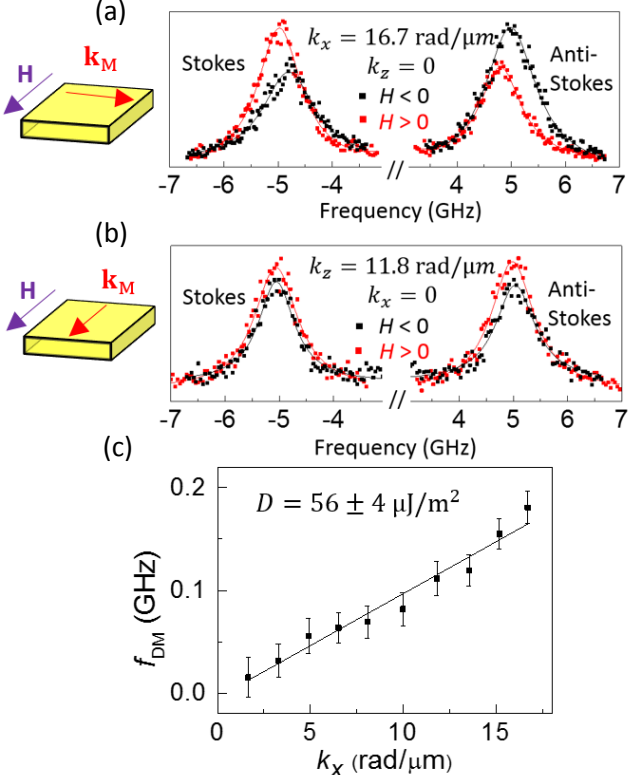 (a)
H
k_M
Stokes
k_x = 16.7 rad/μm
k_z = 0
H < 0
H > 0
Anti-
Stokes
-7 -6 -5 -4 // 4 5 6 7
Frequency (GHz)
(b)
H
k_M
Stokes
k_z = 11.8 rad/μm
k_x = 0
H < 0
H > 0
Anti-
Stokes
-7 -6 -5 -4 // 4 5 6 7
Frequency (GHz)
(c)
D = 56 ± 4 μJ/m²
f_DM (GHz)
0.2
0.1
0.0
0 5 10 15
k_x (rad/μm)